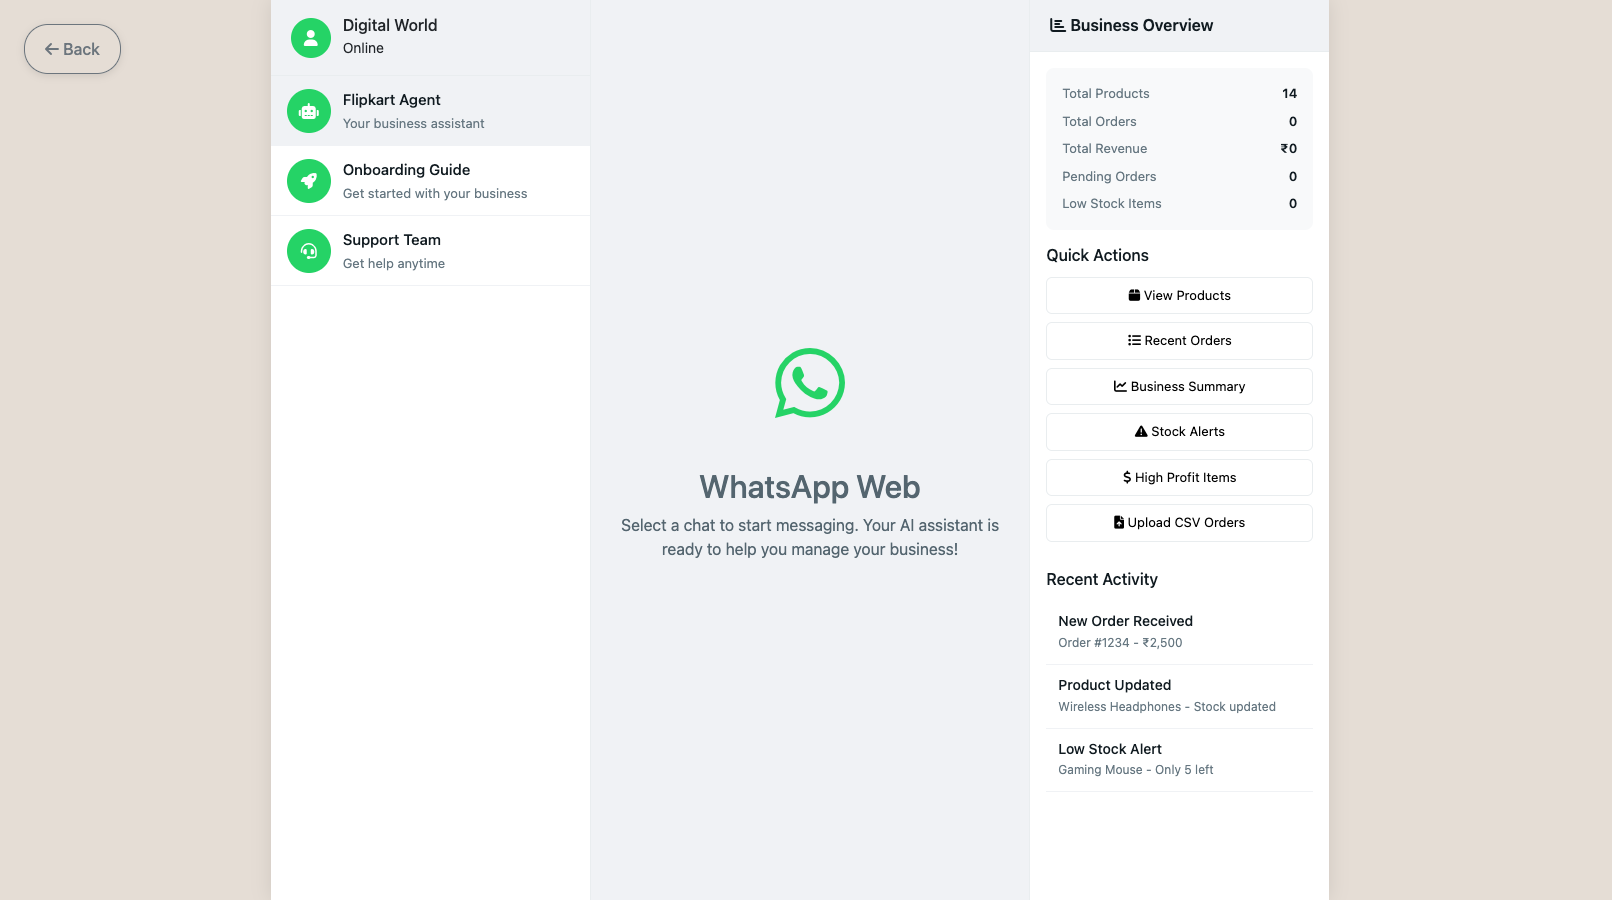 Back
Digital World
Online
Flipkart Agent
Your business assistant
Onboarding Guide
Get started with your business
Support Team
Get help anytime
WhatsApp Web
Select a chat to start messaging. Your AI assistant is
ready to help you manage your business!
Business Overview
Total Products 14
Total Orders 0
Total Revenue ₹0
Pending Orders 0
Low Stock Items 0
Quick Actions
View Products
Recent Orders
Business Summary
Stock Alerts
$ High Profit Items
Upload CSV Orders
Recent Activity
New Order Received
Order #1234 - ₹2,500
Product Updated
Wireless Headphones - Stock updated
Low Stock Alert
Gaming Mouse - Only 5 left